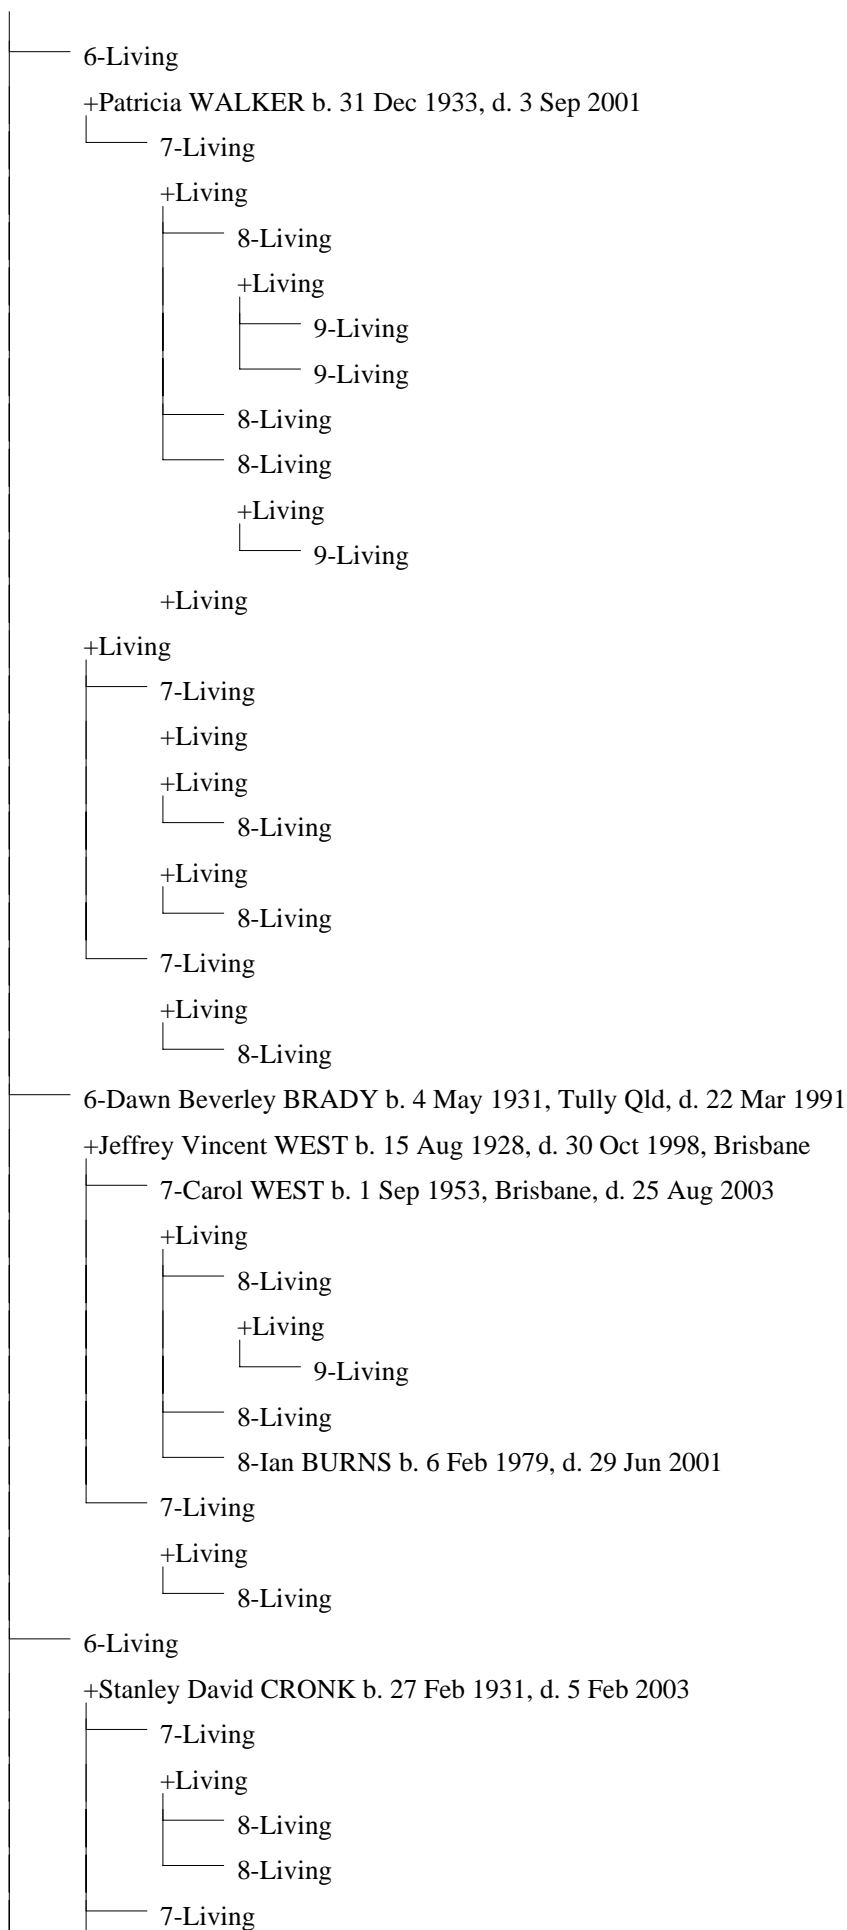 6-Living
+Patricia WALKER b. 31 Dec 1933, d. 3 Sep 2001
7-Living
+Living
8-Living
+Living
9-Living
9-Living
8-Living
8-Living
+Living
9-Living
+Living
+Living
7-Living
+Living
+Living
8-Living
+Living
8-Living
7-Living
+Living
8-Living
6-Dawn Beverley BRADY b. 4 May 1931, Tully Qld, d. 22 Mar 1991
+Jeffrey Vincent WEST b. 15 Aug 1928, d. 30 Oct 1998, Brisbane
7-Carol WEST b. 1 Sep 1953, Brisbane, d. 25 Aug 2003
+Living
8-Living
+Living
9-Living
8-Living
8-Ian BURNS b. 6 Feb 1979, d. 29 Jun 2001
7-Living
+Living
8-Living
6-Living
+Stanley David CRONK b. 27 Feb 1931, d. 5 Feb 2003
7-Living
+Living
8-Living
8-Living
7-Living